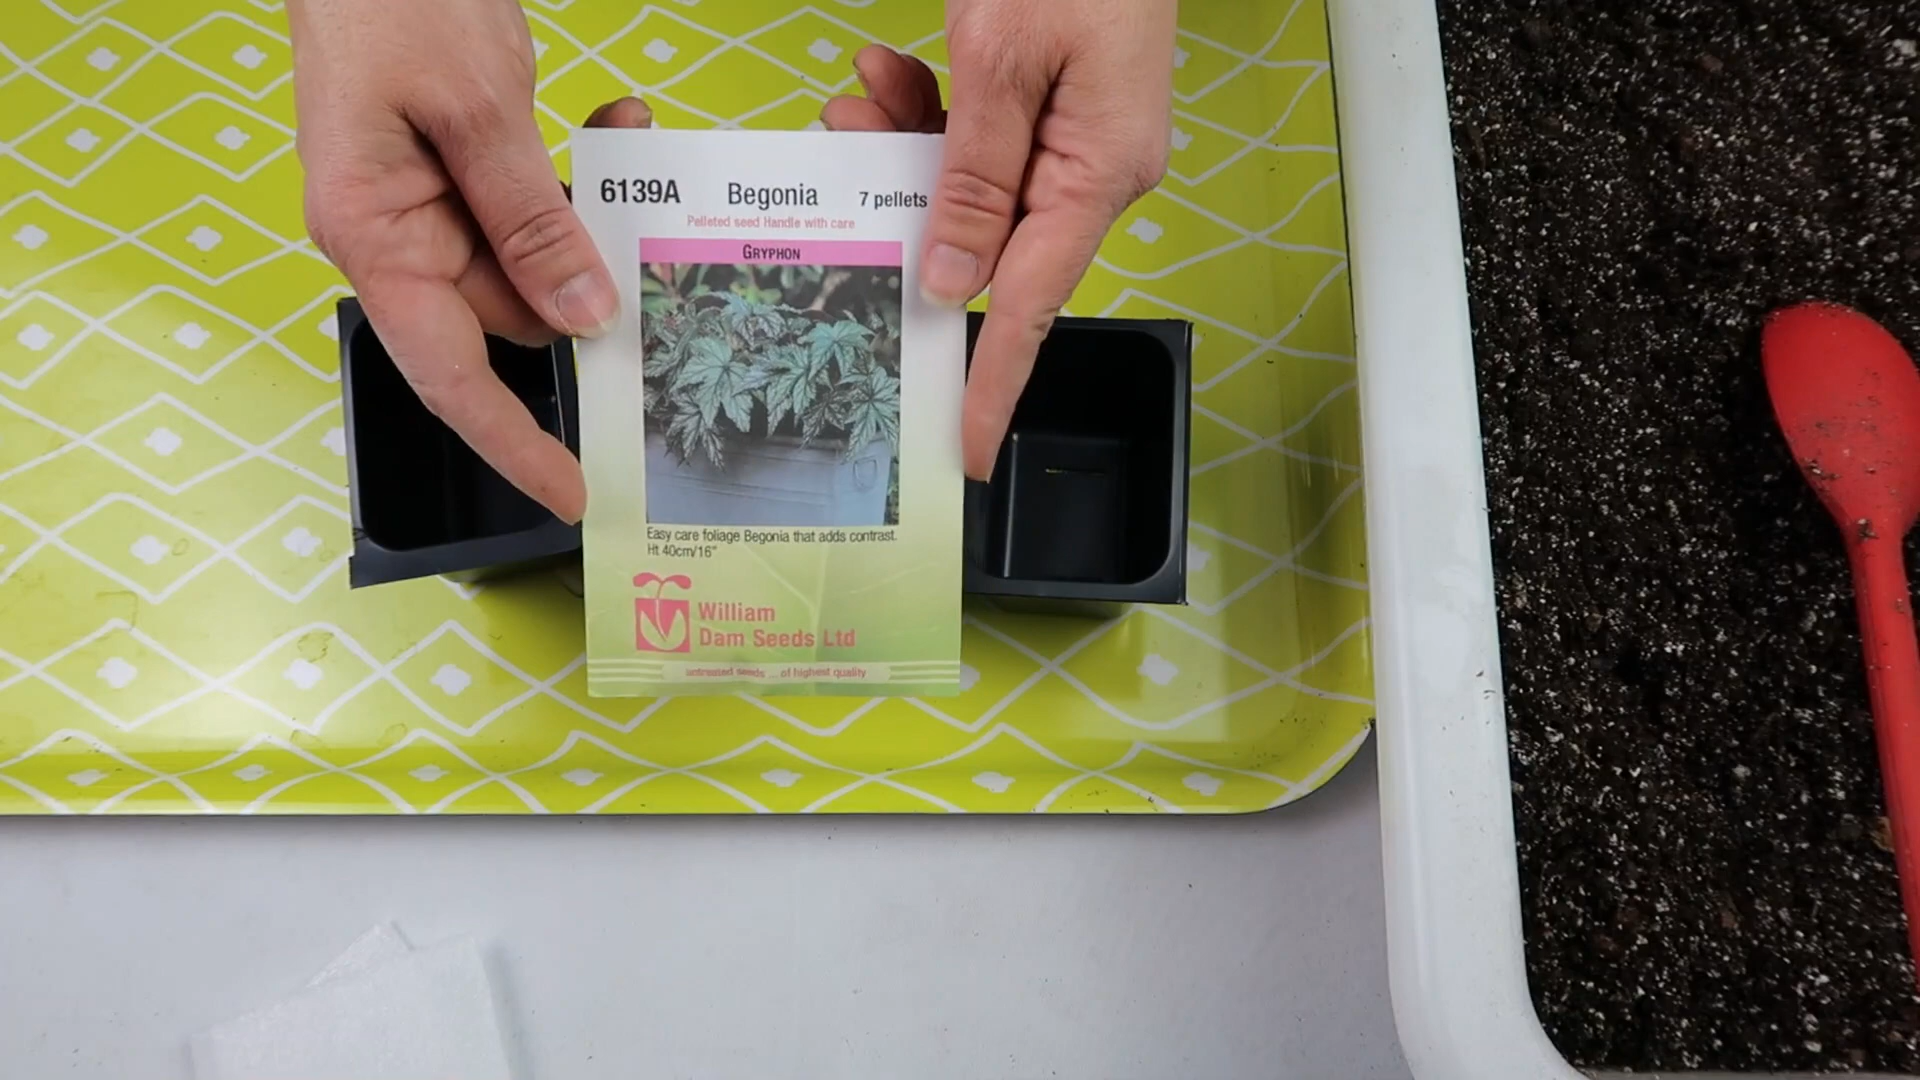 6139A Begonia 7 pellets
Pelleted seed Handle with care
GRYPHON
Easy care foliage Begonia that adds contrast.
Ht 40cm/16"
William
Dam Seeds Ltd
untreated seeds ... of highest quality